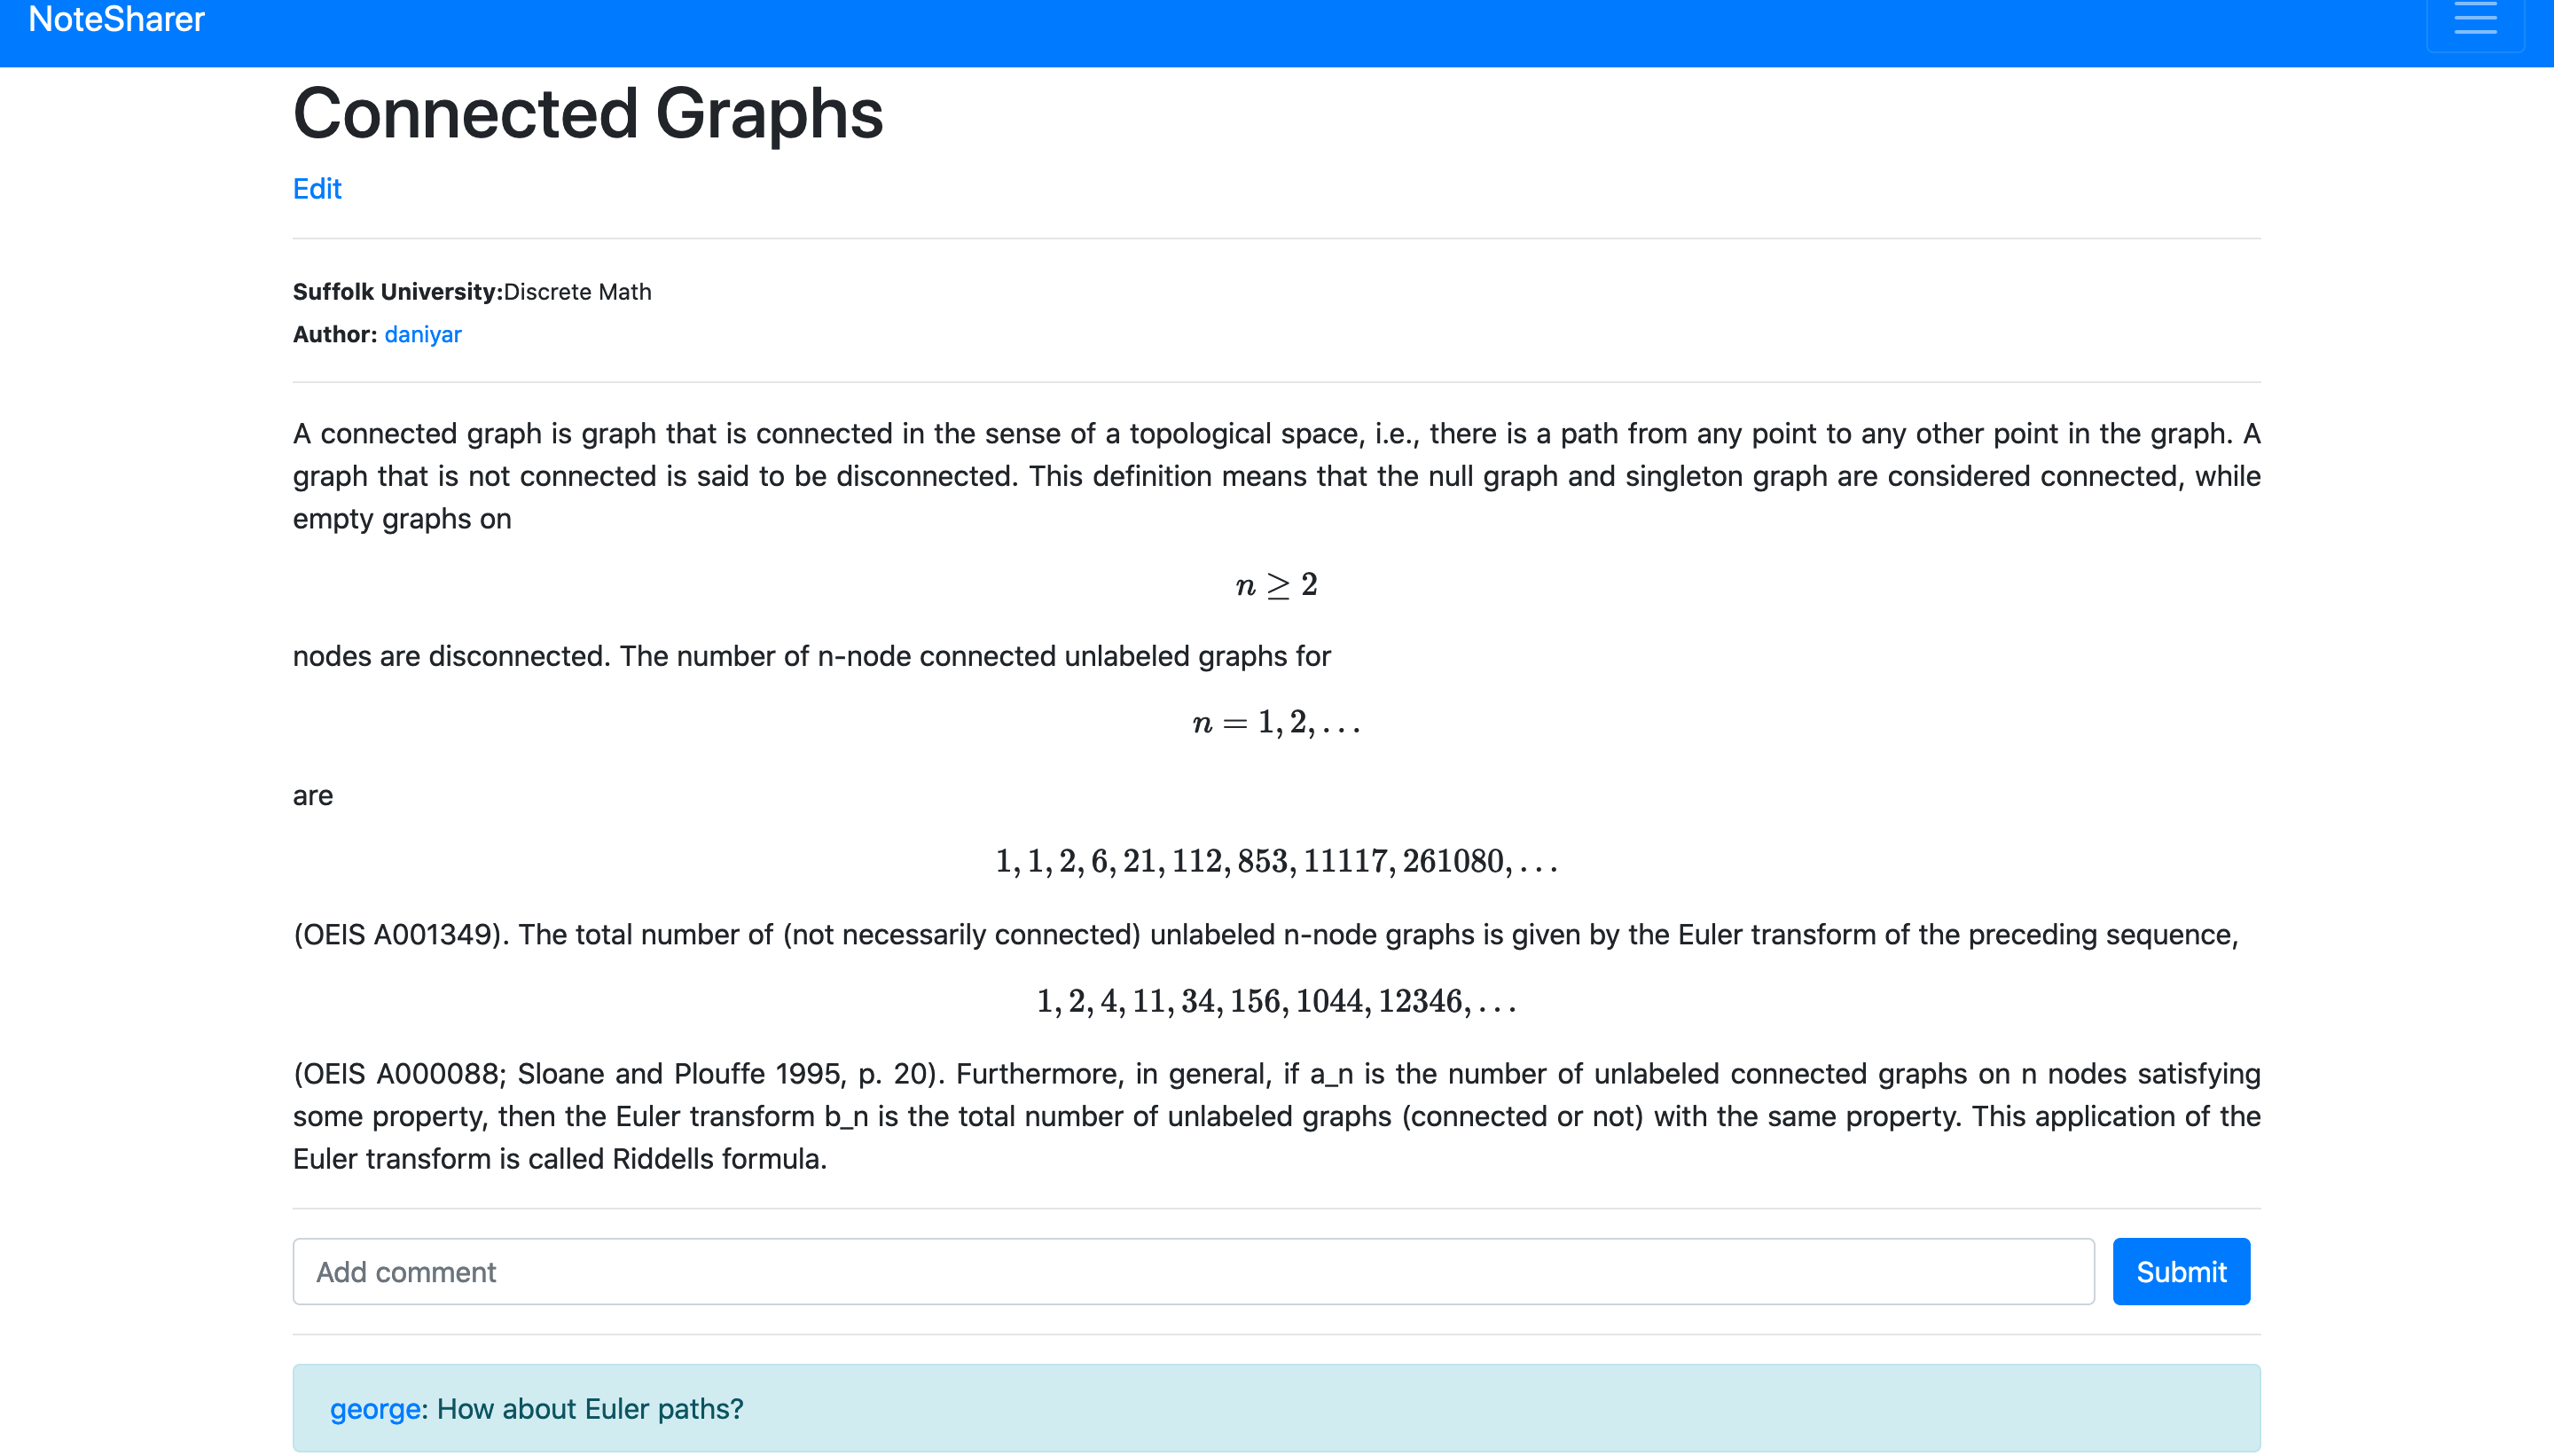 NoteSharer
Connected Graphs
Edit
Suffolk University:Discrete Math
Author: daniyar
A connected graph is graph that is connected in the sense of a topological space, i.e., there is a path from any point to any other point in the graph. A
graph that is not connected is said to be disconnected. This definition means that the null graph and singleton graph are considered connected, while
empty graphs on
n ≥ 2
nodes are disconnected. The number of n-node connected unlabeled graphs for
n = 1, 2, . . .
are
1, 1, 2, 6, 21, 112, 853, 11117, 261080, . . .
(OEIS A001349). The total number of (not necessarily connected) unlabeled n-node graphs is given by the Euler transform of the preceding sequence,
1, 2, 4, 11, 34, 156, 1044, 12346, . . .
(OEIS A000088; Sloane and Plouffe 1995, p. 20). Furthermore, in general, if a_n is the number of unlabeled connected graphs on n nodes satisfying
some property, then the Euler transform b_n is the total number of unlabeled graphs (connected or not) with the same property. This application of the
Euler transform is called Riddells formula.
Add comment
Submit
george: How about Euler paths?